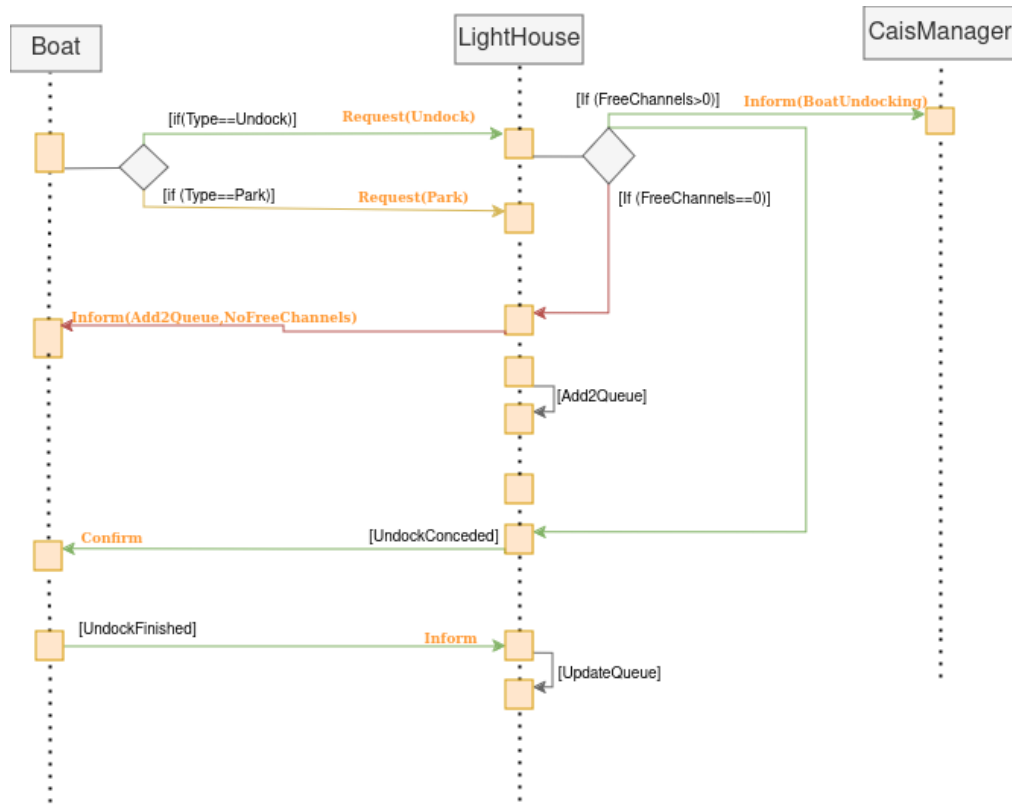 Boat
LightHouse
CaisManager
[If (FreeChannels>0)]
Inform(BoatUndocking)
[if(Type==Undock)]
Request(Undock)
[if (Type==Park)]
Request(Park)
[If (FreeChannels==0)]
Inform(Add2Queue,NoFreeChannels)
[Add2Queue]
Confirm
[UndockConceded]
[UndockFinished]
Inform
[UpdateQueue]